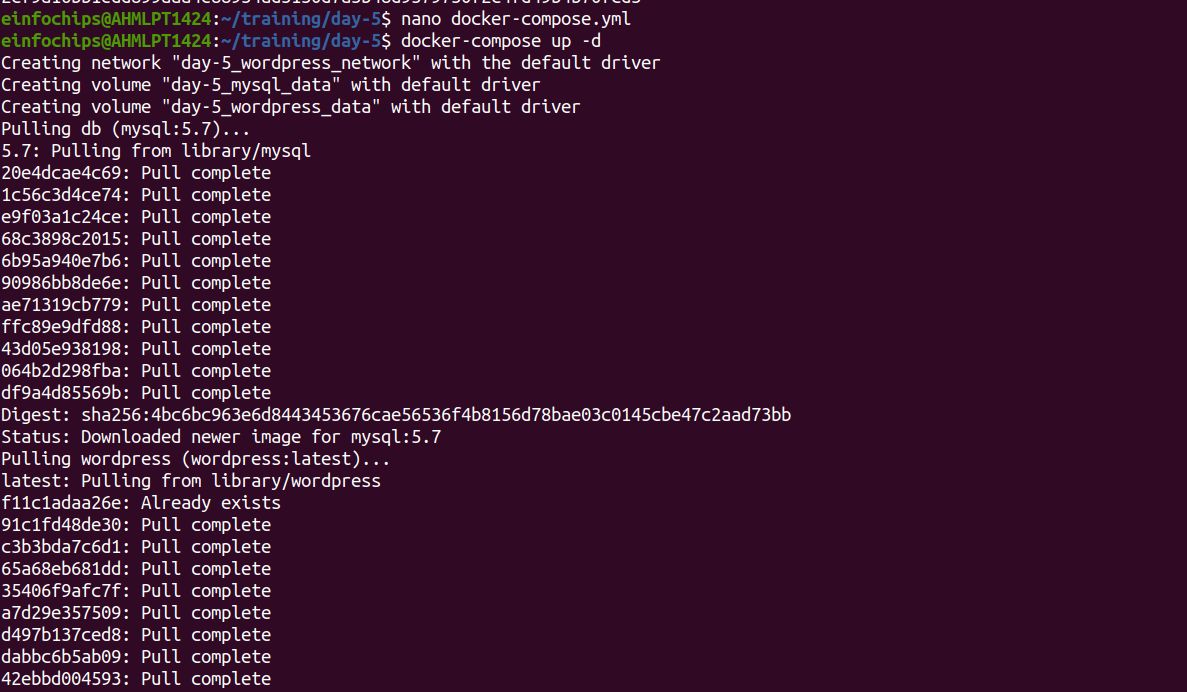 einfochips@AHMLPT1424:~/training/day-5$ nano docker-compose.yml
einfochips@AHMLPT1424:~/training/day-5$ docker-compose up -d
Creating network "day-5_wordpress_network" with the default driver
Creating volume "day-5_mysql_data" with default driver
Creating volume "day-5_wordpress_data" with default driver
Pulling db (mysql:5.7)...
5.7: Pulling from library/mysql
20e4dcae4c69: Pull complete
1c56c3d4ce74: Pull complete
e9f03a1c24ce: Pull complete
68c3898c2015: Pull complete
6b95a940e7b6: Pull complete
90986bb8de6e: Pull complete
ae71319cb779: Pull complete
ffc89e9dfd88: Pull complete
43d05e938198: Pull complete
064b2d298fba: Pull complete
df9a4d85569b: Pull complete
Digest: sha256:4bc6bc963e6d8443453676cae56536f4b8156d78bae03c0145cbe47c2aad73bb
Status: Downloaded newer image for mysql:5.7
Pulling wordpress (wordpress:latest)...
latest: Pulling from library/wordpress
f11c1adaa26e: Already exists
91c1fd48de30: Pull complete
c3b3bda7c6d1: Pull complete
65a68eb681dd: Pull complete
35406f9afc7f: Pull complete
a7d29e357509: Pull complete
d497b137ced8: Pull complete
dabbc6b5ab09: Pull complete
42ebbd004593: Pull complete